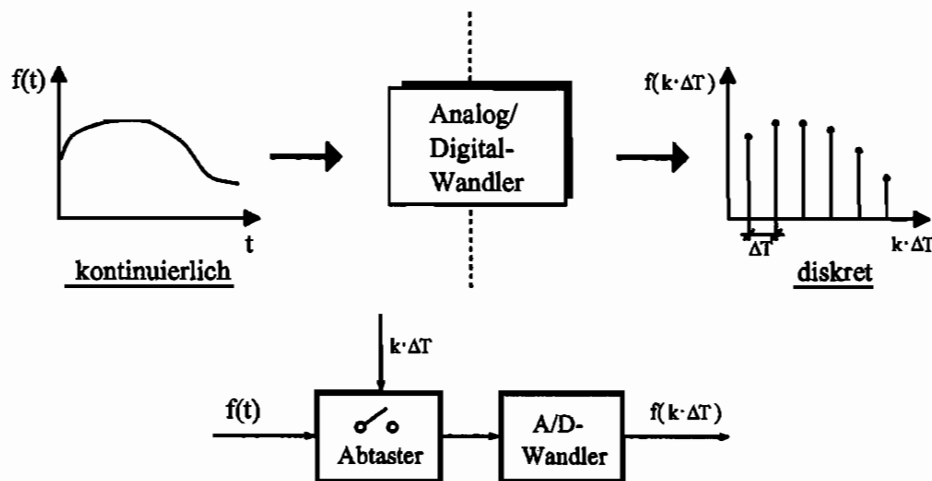 f(t)
t
kontinuierlich
Analog/
Digital-
Wandler
f(k·ΔT)
ΔT
k·ΔT
diskret
k·ΔT
f(t)
Abtaster
A/D-
Wandler
f(k·ΔT)